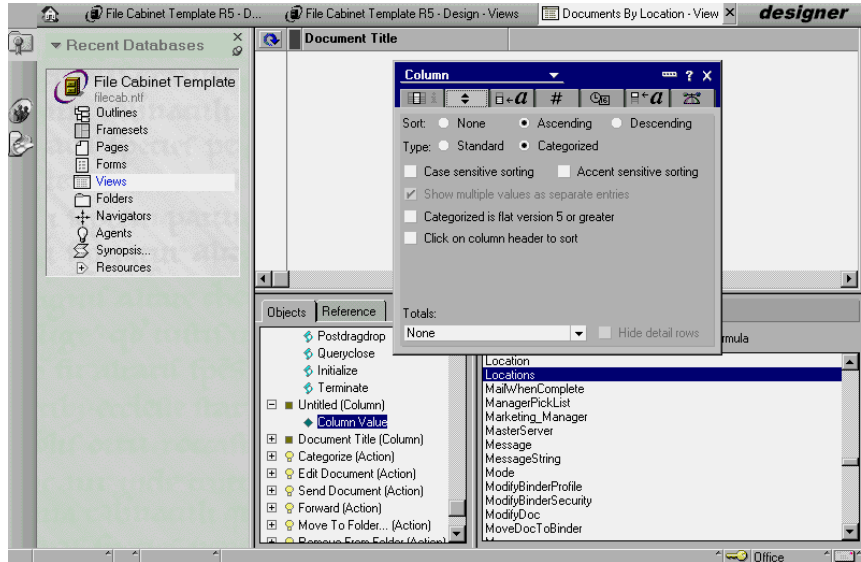 File Cabinet Template R5 - D...
File Cabinet Template R5 - Design - Views
Documents By Location - View
designer
Recent Databases
Document Title
File Cabinet Template
filecab.ntf
Outlines
Framesets
Pages
Forms
Views
Folders
Navigators
Agents
Synopsis...
Resources
Column
Sort: None Ascending Descending
Type: Standard Categorized
Case sensitive sorting Accent sensitive sorting
Show multiple values as separate entries
Categorized is flat version 5 or greater
Click on column header to sort
Totals:
None Hide detail rows
Objects Reference
Postdragdrop
Queryclose
Initialize
Terminate
Untitled (Column)
Column Value
Document Title (Column)
Categorize (Action)
Edit Document (Action)
Send Document (Action)
Forward (Action)
Move To Folder... (Action)
Remove From Folder (Action)
rmula
Location
Locations
MailWhenComplete
ManagerPickList
Marketing_Manager
MasterServer
Message
MessageString
Mode
ModifyBinderProfile
ModifyBinderSecurity
ModifyDoc
MoveDocToBinder
Office